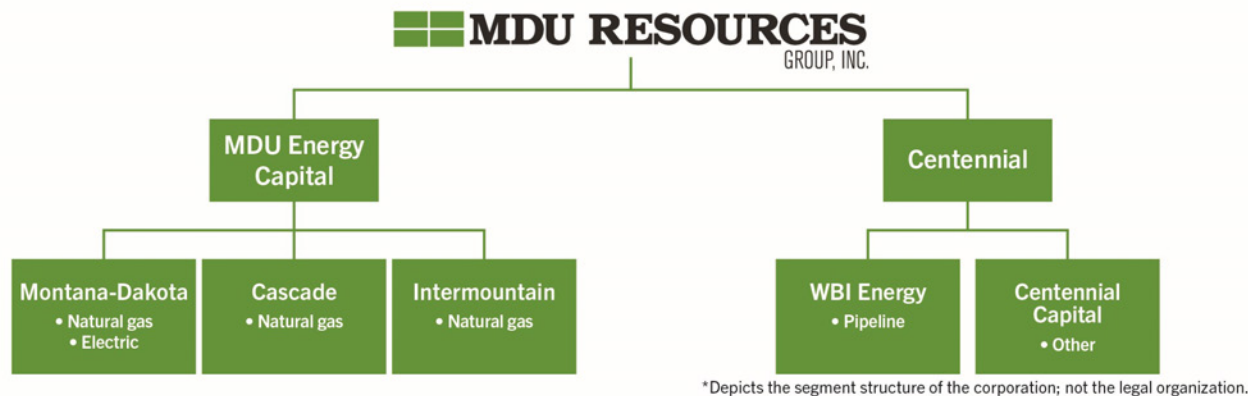 MDU RESOURCES
GROUP, INC.
MDU Energy
Capital
Centennial
Montana-Dakota
• Natural gas
• Electric
Cascade
• Natural gas
Intermountain
• Natural gas
WBI Energy
• Pipeline
Centennial
Capital
• Other
*Depicts the segment structure of the corporation; not the legal organization.